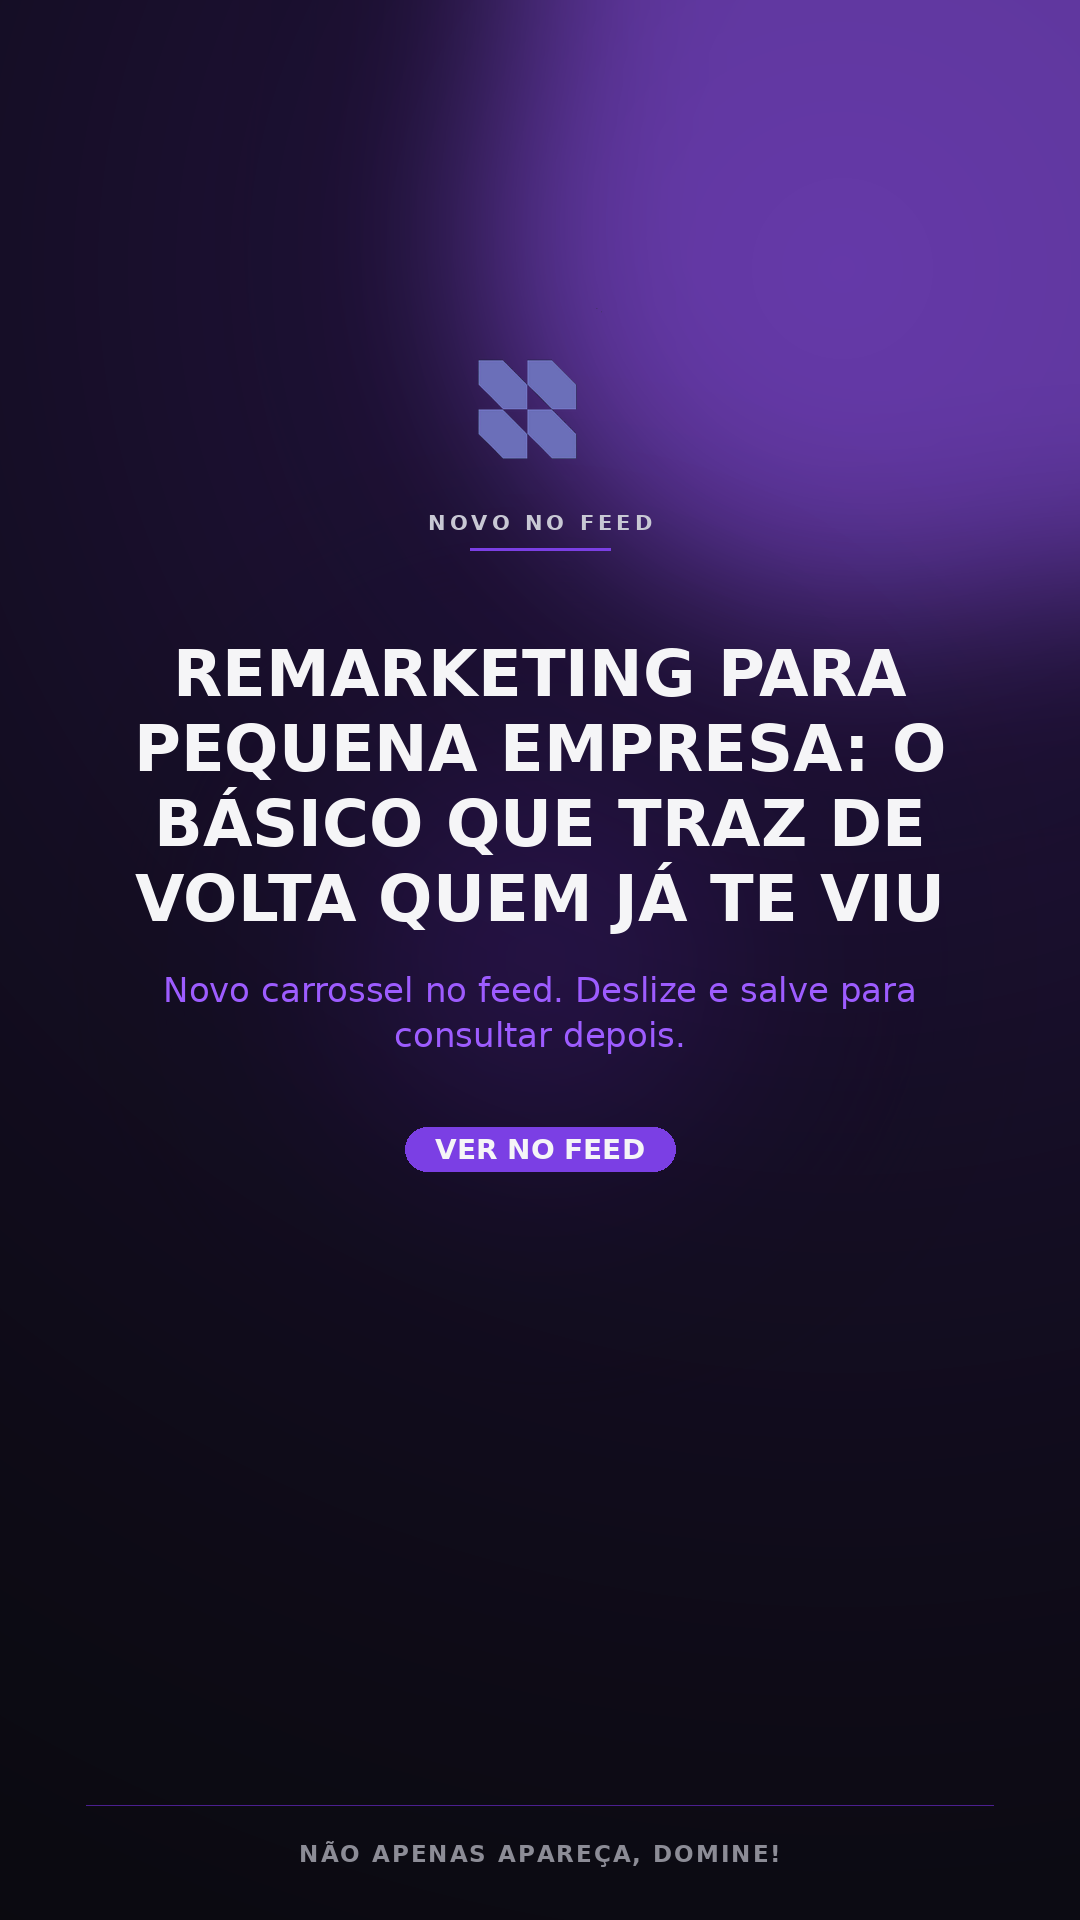 NOVO NO FEED
REMARKETING PARA
PEQUENA EMPRESA: O
BÁSICO QUE TRAZ DE
VOLTA QUEM JÁ TE VIU
Novo carrossel no feed. Deslize e salve para
consultar depois.
VER NO FEED
NÃO APENAS APAREÇA, DOMINE!